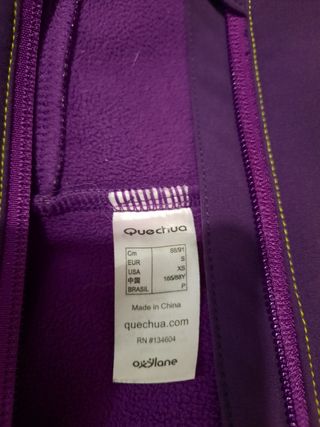 Quechua
Cm 88/91
EUR S
USA XS
中国 165/88Y
BRASIL P
Made in China
quechua.com
RN #134604
oxylane